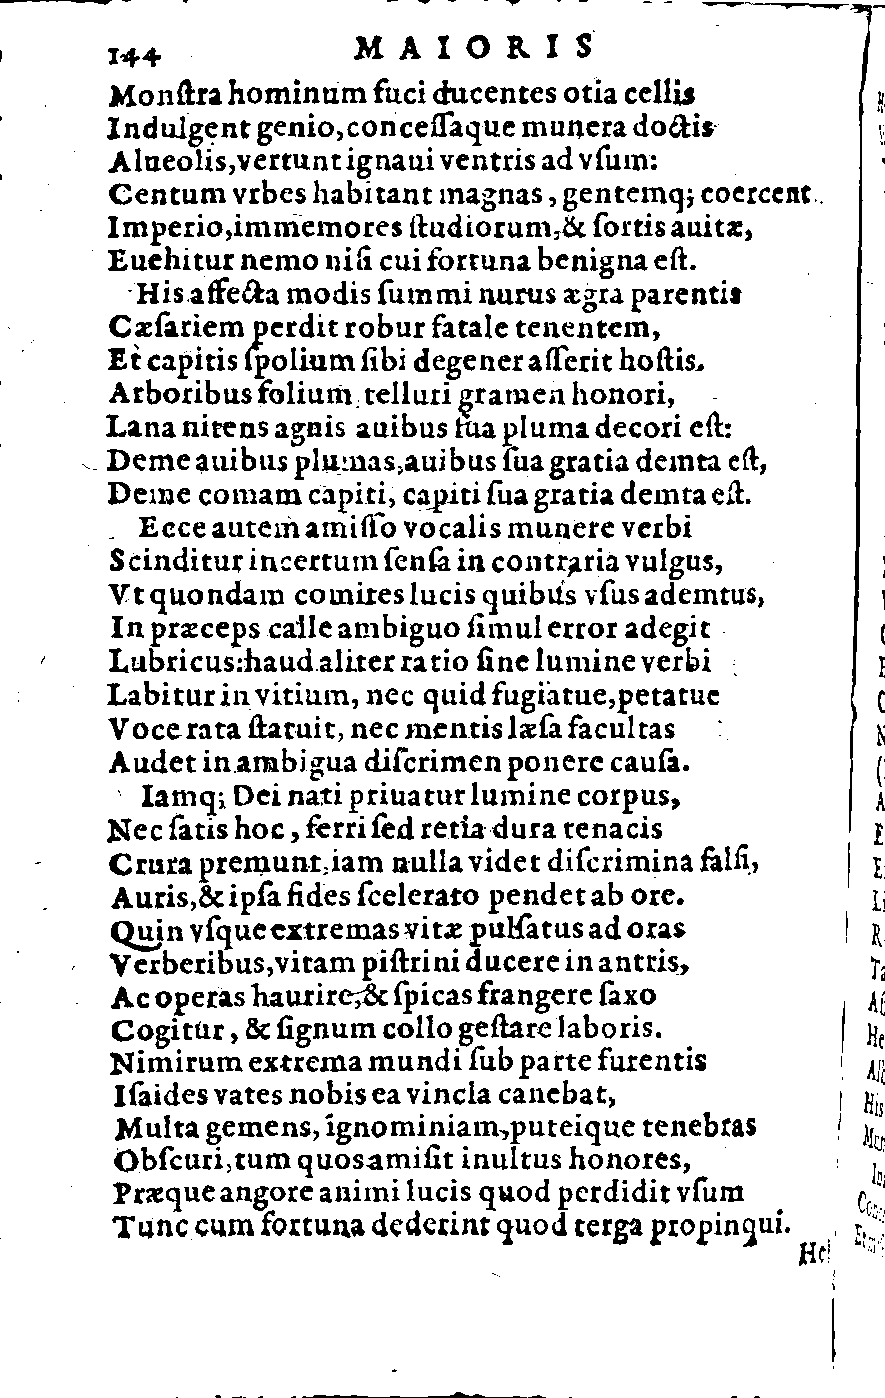 144 MAIORIS
Monſtra hominum fuci ducentes otia cellis
Indulgent genio, conceſſaque munera doctis
Alueolis, vertunt ignaui ventris ad vſum:
Centum vrbes habitant magnas, gentemq; coercent
Imperio, immemores ſtudiorum, & ſortis auitæ,
Euehitur nemo niſi cui fortuna benigna eſt.
His affecta modis ſummi nurus ægra parentis
Cæſariem perdit robur fatale tenentem,
Et capitis ſpolium ſibi degener aſſerit hoſtis.
Arboribus folium telluri gramen honori,
Lana nitens agnis auibus ſua pluma decori eſt:
Deme auibus plumas, auibus ſua gratia demta eſt,
Deme comam capiti, capiti ſua gratia demta eſt.
Ecce autem amiſſo vocalis munere verbi
Scinditur incertum ſenſa in contraria vulgus,
Vt quondam comites lucis quibus vſus ademtus,
In præceps calle ambiguo ſimul error adegit
Lubricus: haud aliter ratio ſine lumine verbi
Labitur in vitium, nec quid fugiatue, petatue
Voce rata ſtatuit, nec mentis læſa facultas
Audet in ambigua diſcrimen ponere cauſa.
Iamq; Dei nati priuatur lumine corpus,
Nec ſatis hoc, ferri ſed retia dura tenacis
Crura premunt, iam nulla videt diſcrimina falſi,
Auris, & ipſa fides ſcelerato pendet ab ore.
Quin vſque extremas vitæ pulſatus ad oras
Verberibus, vitam piſtrini ducere in antris,
Ac operas haurire, & ſpicas frangere ſaxo
Cogitur, & ſignum collo geſtare laboris.
Nimirum extrema mundi ſub parte furentis
Iſaides vates nobis ea vincla canebat,
Multa gemens, ignominiam, puteique tenebras
Obſcuri, tum quos amiſit inultus honores,
Præque angore animi lucis quod perdidit vſum
Tunc cum fortuna dederint quod terga propinqui.